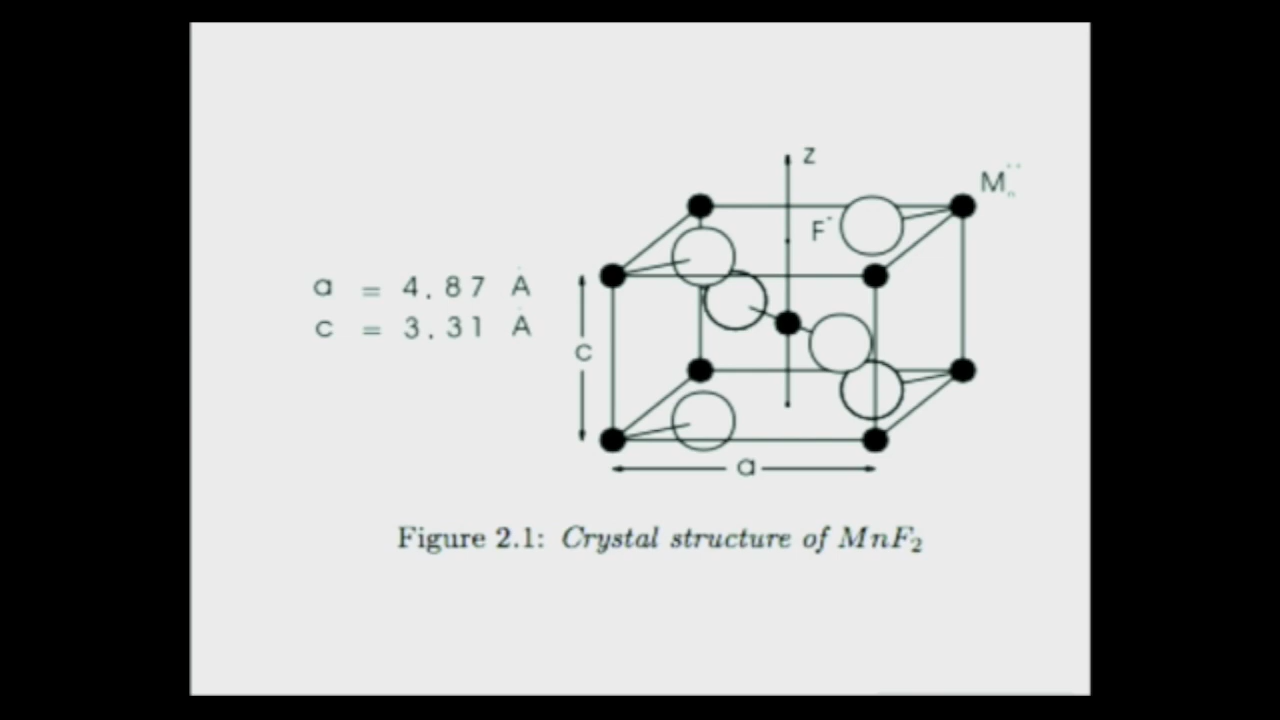 z
Mn¨
F⁻
a = 4.87 Å
c = 3.31 Å
c
a
Figure 2.1: Crystal structure of MnF₂